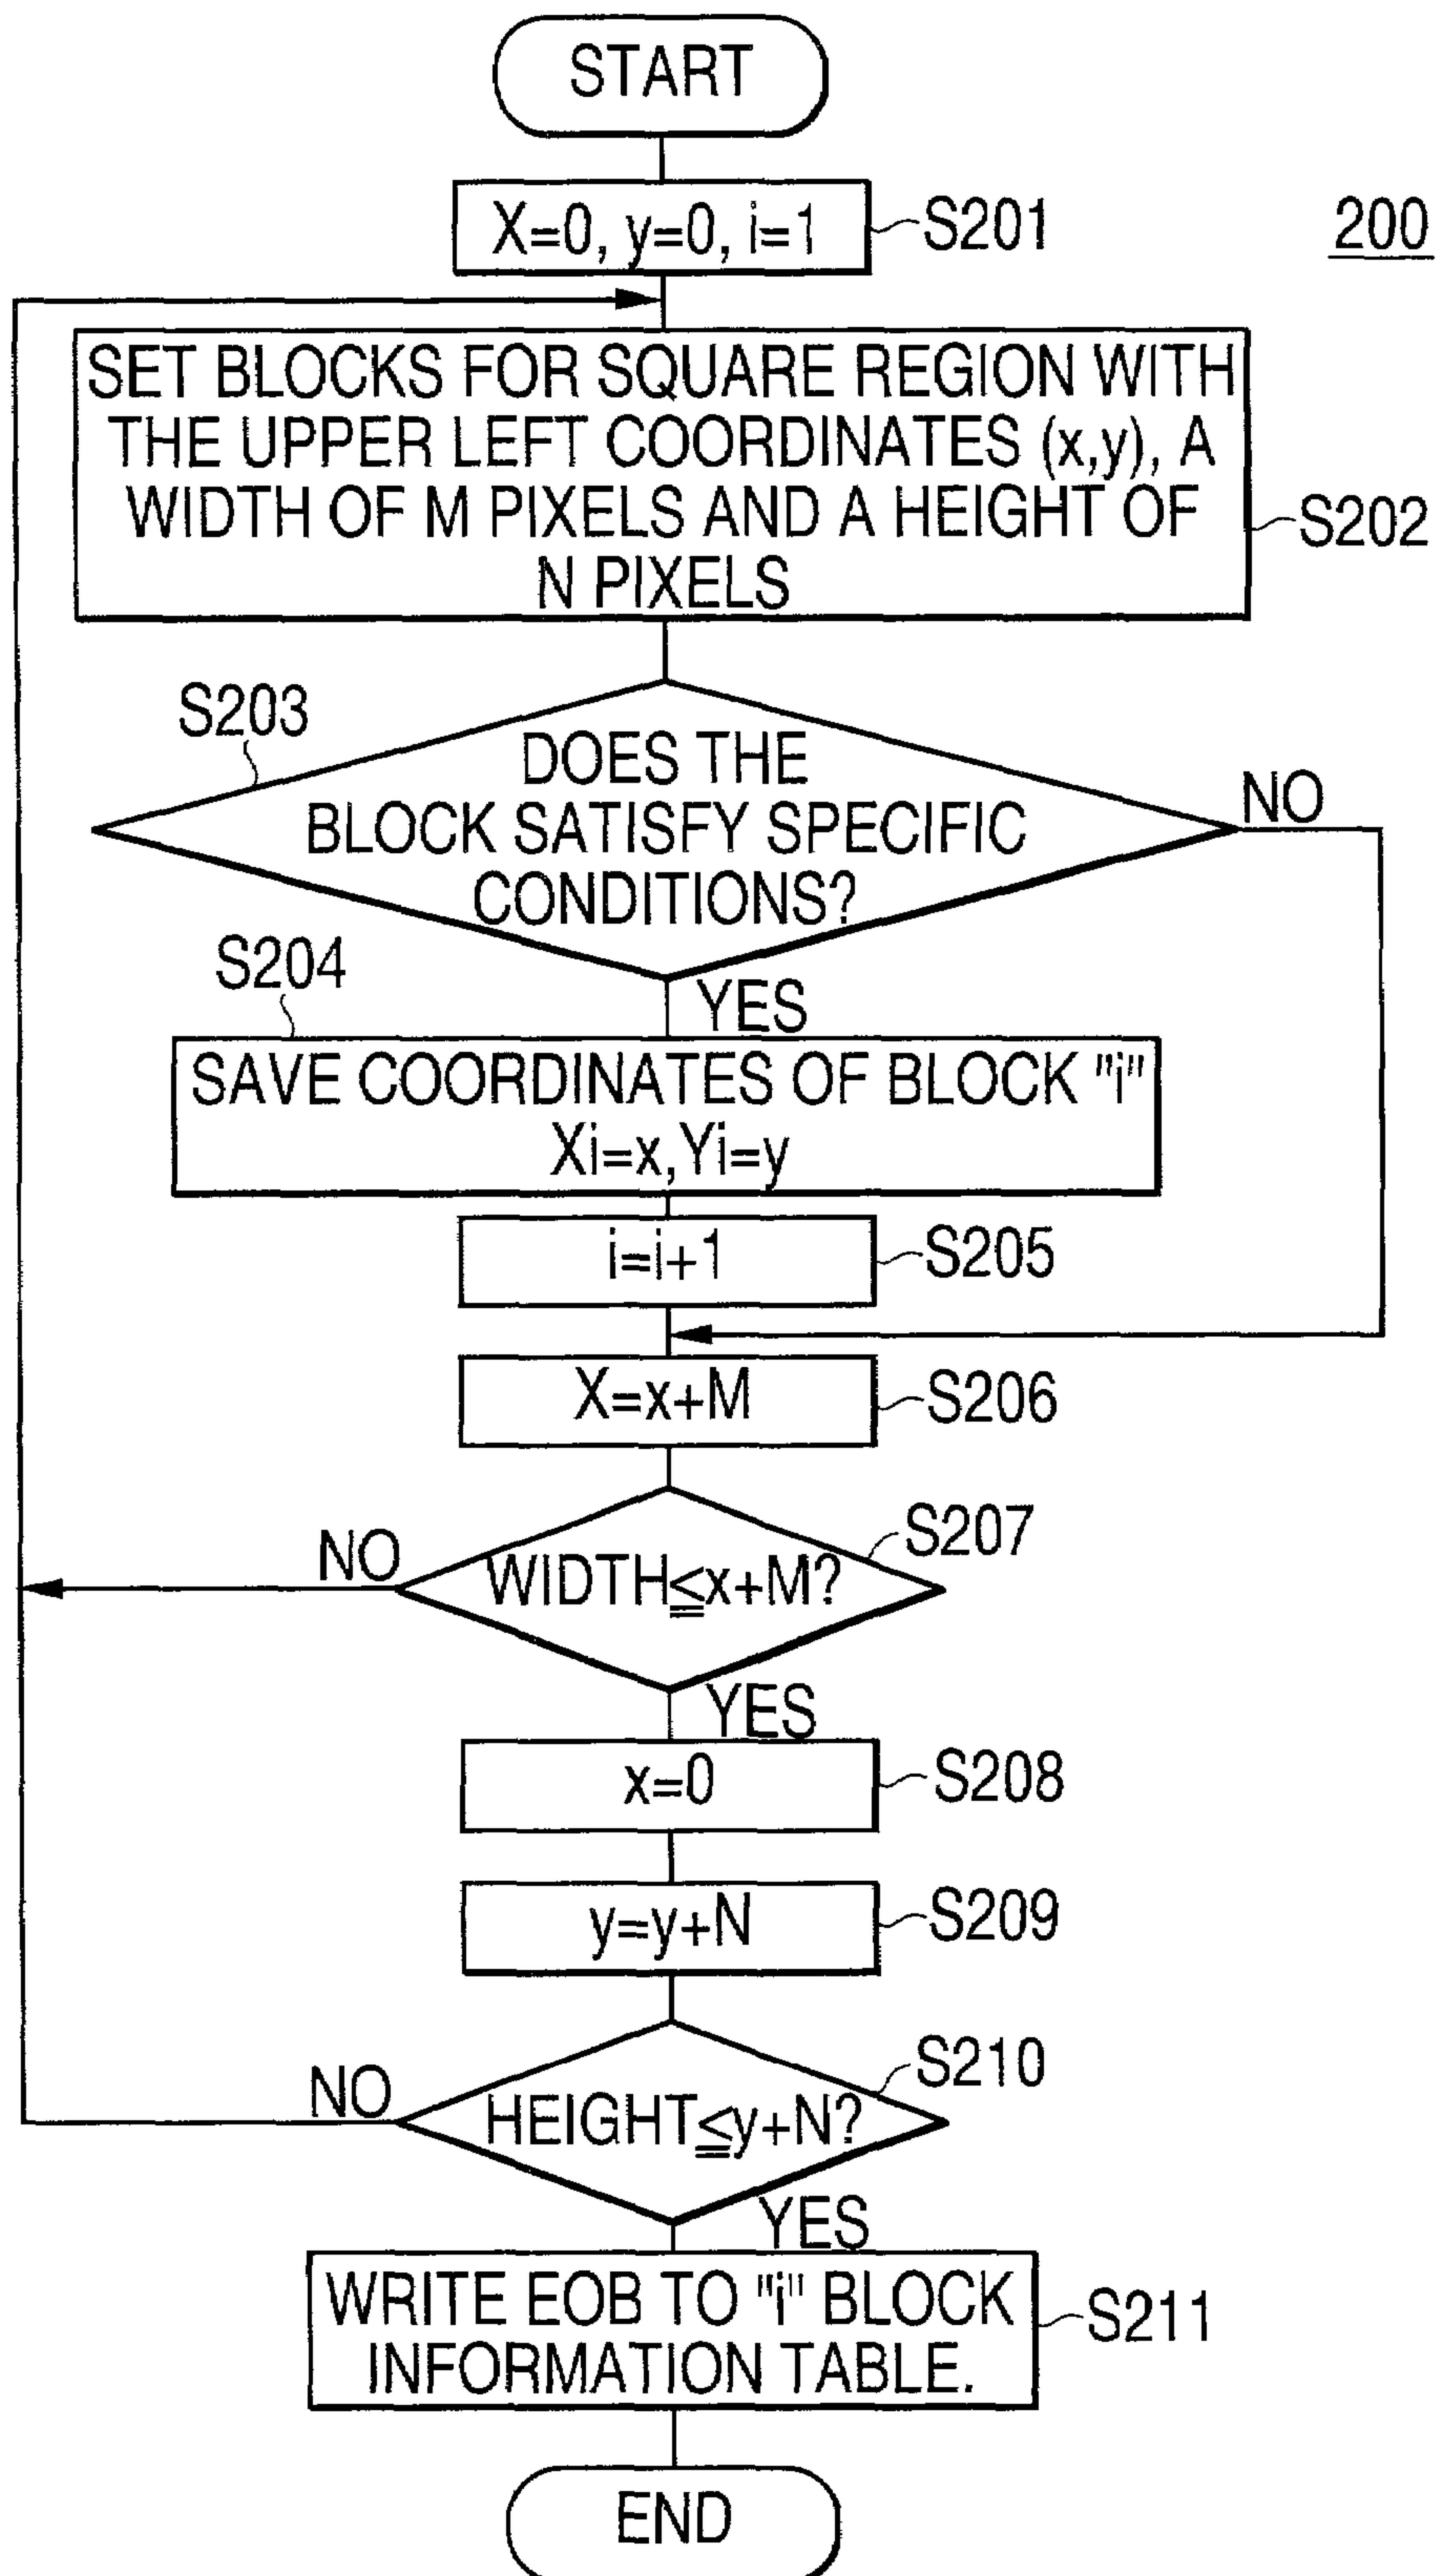 START
X=0, y=0, i=1
S201
200
SET BLOCKS FOR SQUARE REGION WITH
THE UPPER LEFT COORDINATES (x,y), A
WIDTH OF M PIXELS AND A HEIGHT OF
N PIXELS
S202
S203
DOES THE
BLOCK SATISFY SPECIFIC
CONDITIONS?
NO
S204
YES
SAVE COORDINATES OF BLOCK "i"
Xi=x,Yi=y
i=i+1
S205
X=x+M
S206
S207
NO
WIDTH≦x+M?
YES
x=0
S208
y=y+N
S209
S210
NO
HEIGHT≦y+N?
YES
WRITE EOB TO "i" BLOCK
INFORMATION TABLE.
S211
END